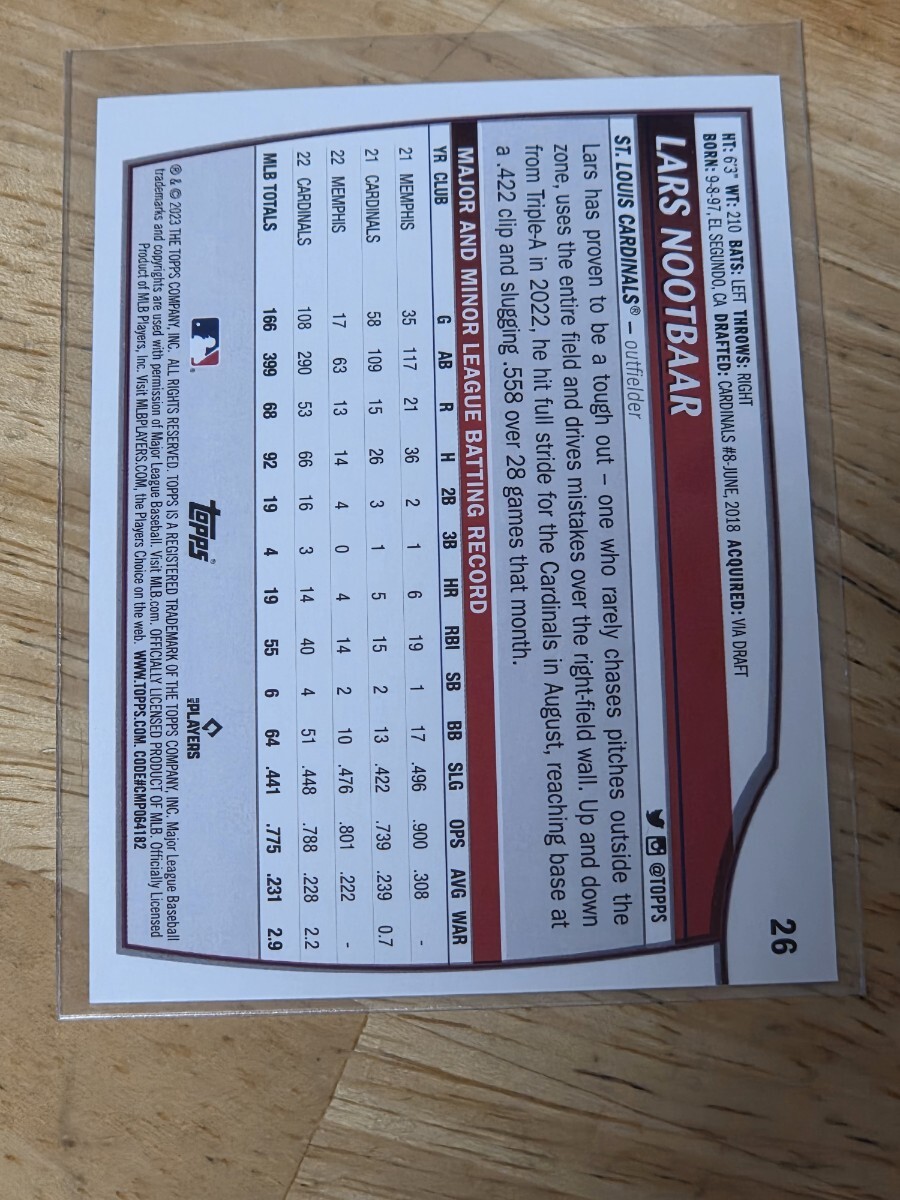 26
HT: 6'3" WT: 210 BATS: LEFT THROWS: RIGHT
BORN: 9-8-97, EL SEGUNDO, CA DRAFTED: CARDINALS #8-JUNE, 2018 ACQUIRED: VIA DRAFT
LARS NOOTBAAR
ST. LOUIS CARDINALS® – outfielder @TOPPS
Lars has proven to be a tough out – one who rarely chases pitches outside the
zone, uses the entire field and drives mistakes over the right-field wall. Up and down
from Triple-A in 2022, he hit full stride for the Cardinals in August, reaching base at
a .422 clip and slugging .558 over 28 games that month.
MAJOR AND MINOR LEAGUE BATTING RECORD
YR CLUB G AB R H 2B 3B HR RBI SB BB SLG OPS AVG WAR
21 MEMPHIS 35 117 21 36 2 1 6 19 1 17 .496 .900 .308 -
21 CARDINALS 58 109 15 26 3 1 5 15 2 13 .422 .739 .239 0.7
22 MEMPHIS 17 63 13 14 4 0 4 14 2 10 .476 .801 .222 -
22 CARDINALS 108 290 53 66 16 3 14 40 4 51 .448 .788 .228 2.2
MLB TOTALS 166 399 68 92 19 4 19 55 6 64 .441 .775 .231 2.9
topps® MLBPLAYERS
® & © 2023 THE TOPPS COMPANY, INC. ALL RIGHTS RESERVED. TOPPS IS A REGISTERED TRADEMARK OF THE TOPPS COMPANY, INC. Major League Baseball
trademarks and copyrights are used with permission of Major League Baseball. Visit MLB.com. OFFICIALLY LICENSED PRODUCT OF MLB. Officially Licensed
Product of MLB Players, Inc. Visit MLBPLAYERS.COM, the Players Choice on the web. WWW.TOPPS.COM. CODE#CMP064182